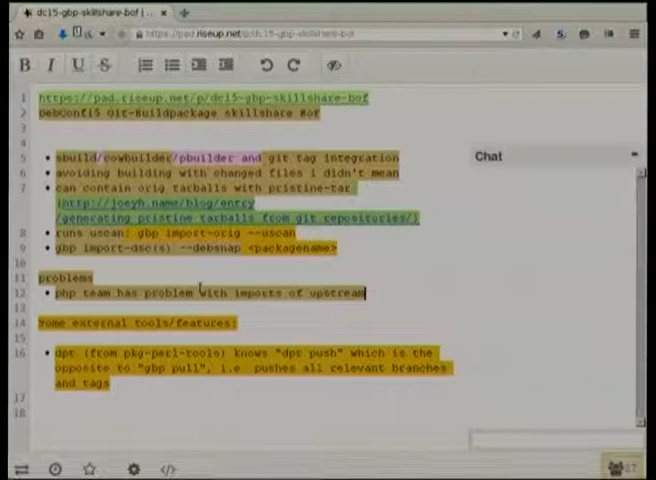 dc15-gbp-skillshare-bof | ...
https://pad.riseup.net/p/dc15-gbp-skillshare-bof
1 https://pad.riseup.net/p/dc15-gbp-skillshare-bof
2 DebConf15 Git-Buildpackage skillshare BoF
3
4
5 • sbuild/cowbuilder/pbuilder and git tag integration
6 • avoiding building with changed files i didn't mean
7 • can contain orig tarballs with pristine-tar
(http://joeyh.name/blog/entry
/generating pristine tarballs from git repositories/)
8 • runs uscan: gbp import-orig --uscan
9 • gbp import-dsc(s) --debsnap <packagename>
10
11 problems
12 • php team has problem with imports of upstream
13
14 Some external tools/features:
15
16 • dpt (from pkg-perl-tools) knows "dpt push" which is the
opposite to "gbp pull", i.e pushes all relevant branches
and tags
17
18
Chat